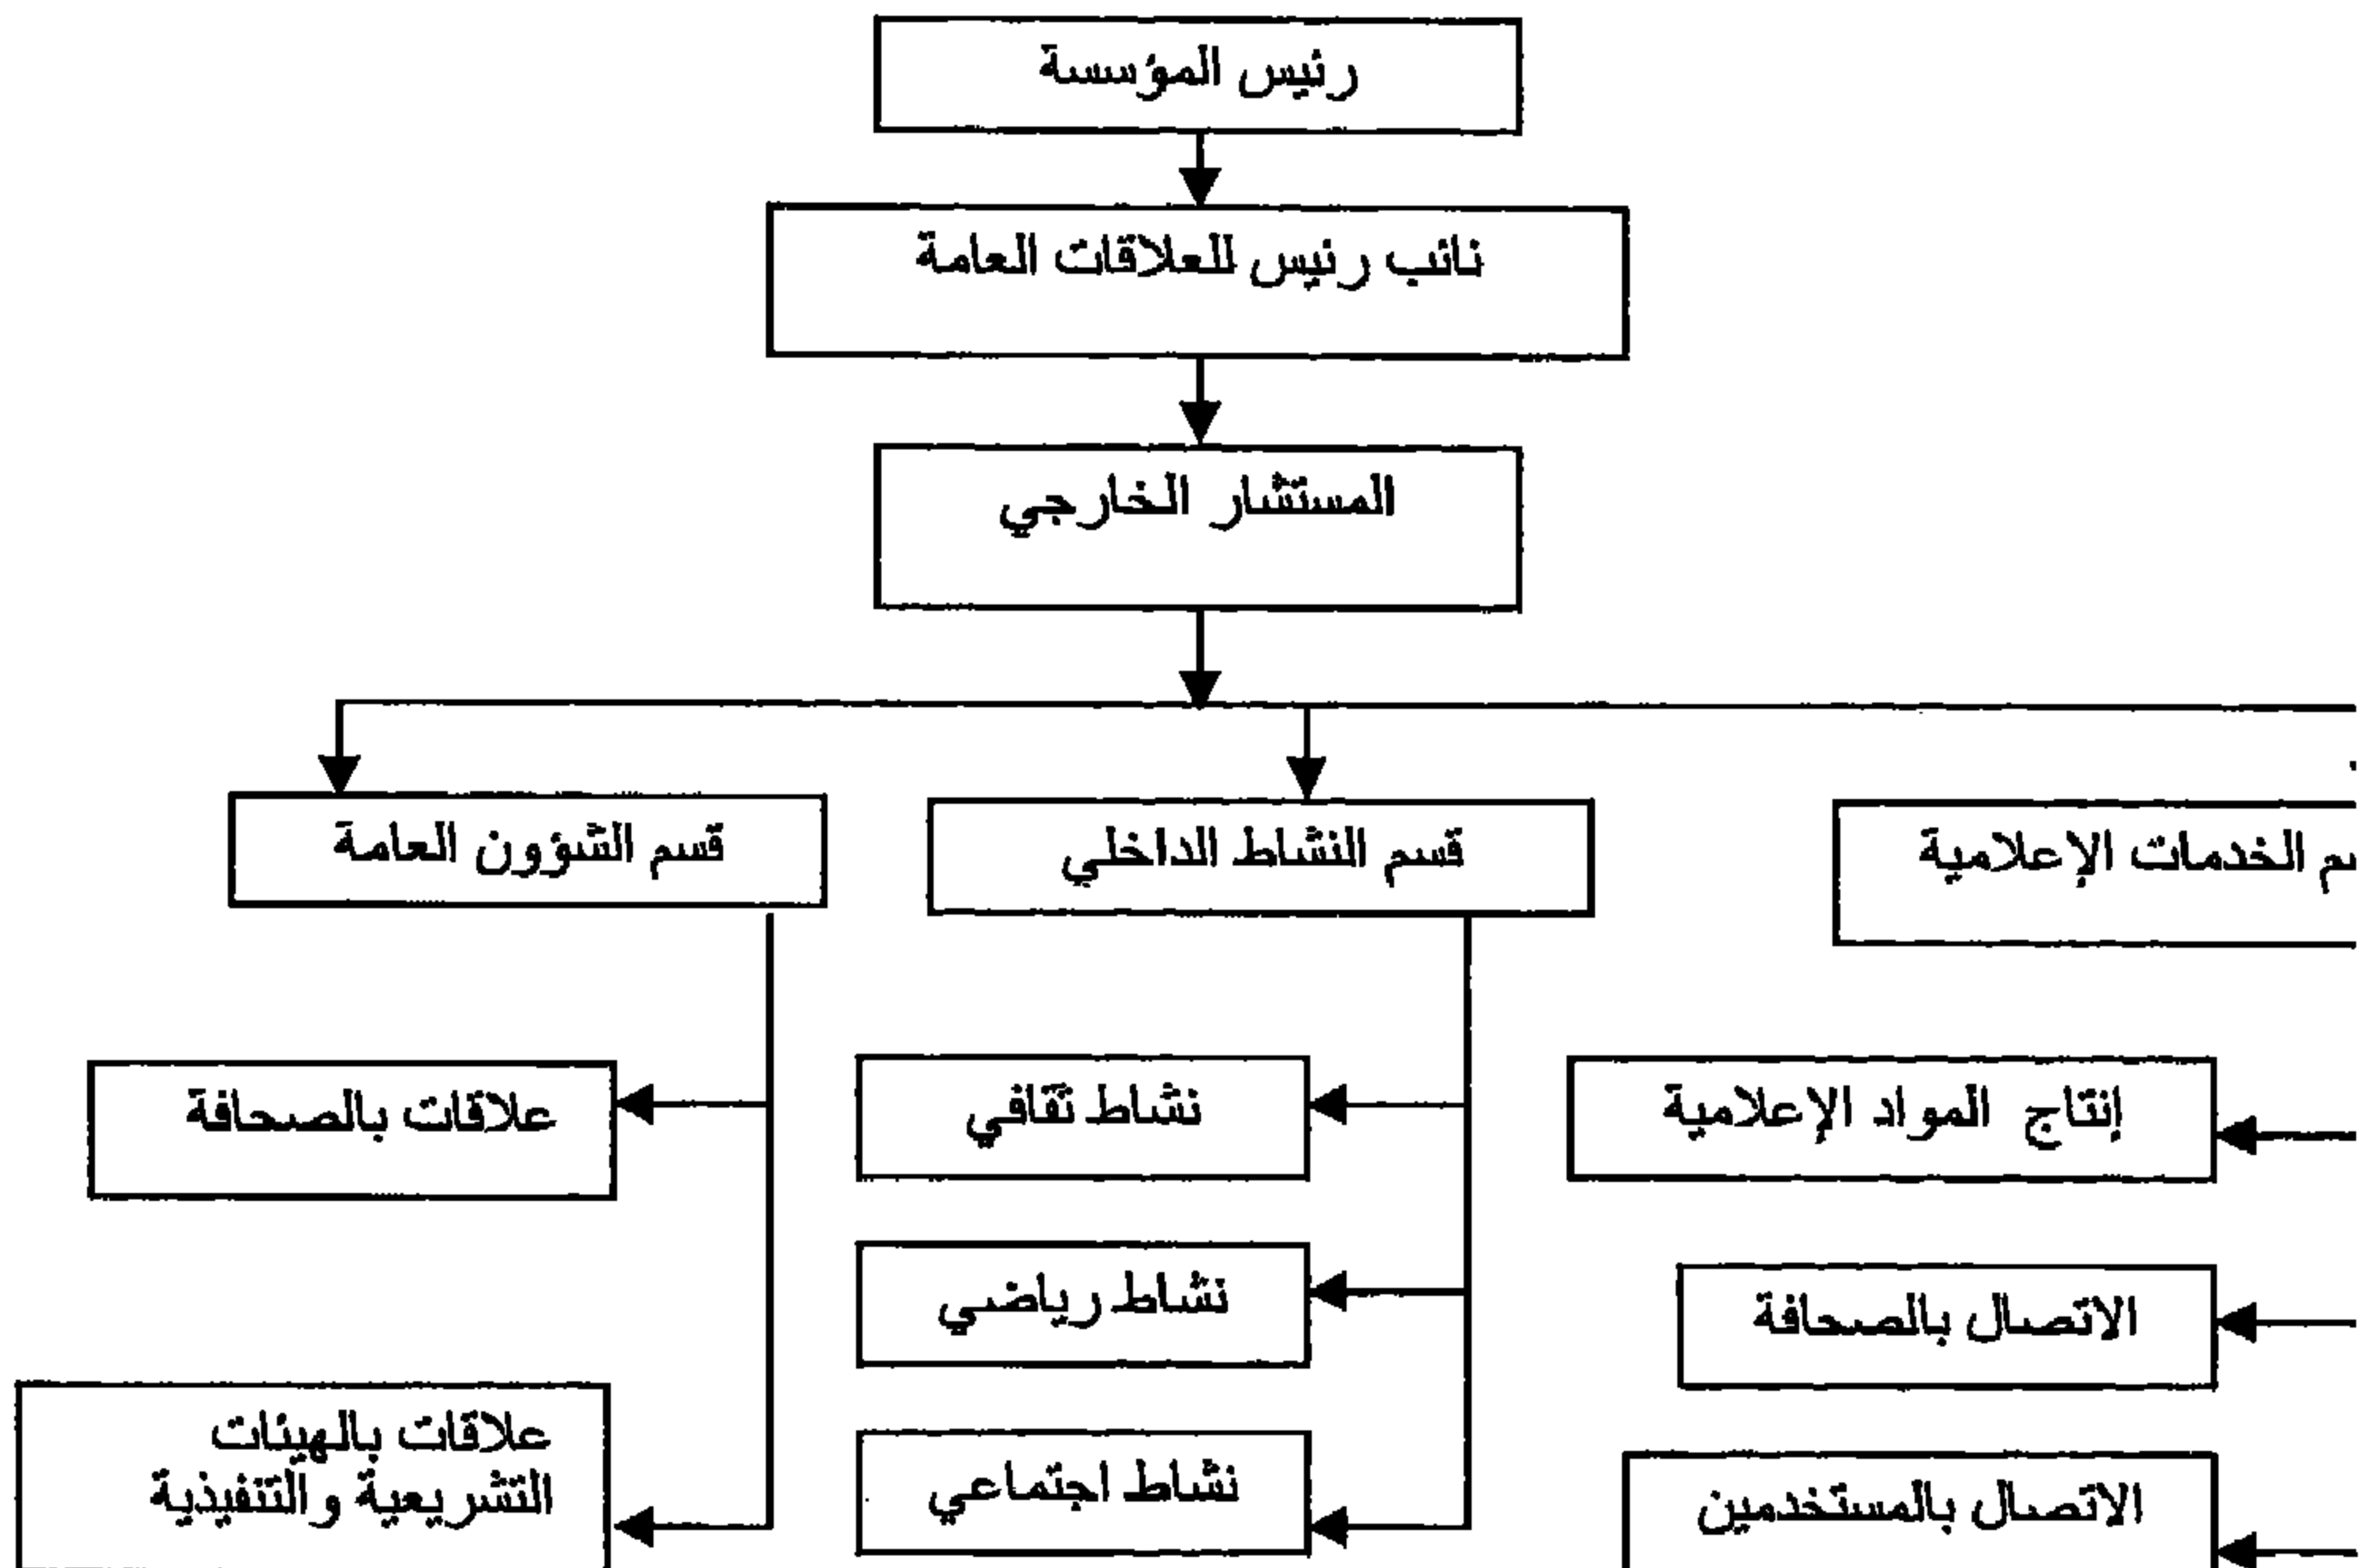 رئيس المؤسسة
نائب رئيس للعلاقات العامة
المستشار الخارجي
الخدمات الإعلامية
قسم النشاط الداخلي
قسم الشؤون العامة
إنتاج المواد الإعلامية
نشاط ثقافي
علاقات بالصحافة
الاتصال بالصحافة
نشاط رياضي
الاتصال بالمستخدمين
نشاط اجتماعي
علاقات بالهيئات
التشريعية والتنفيذية